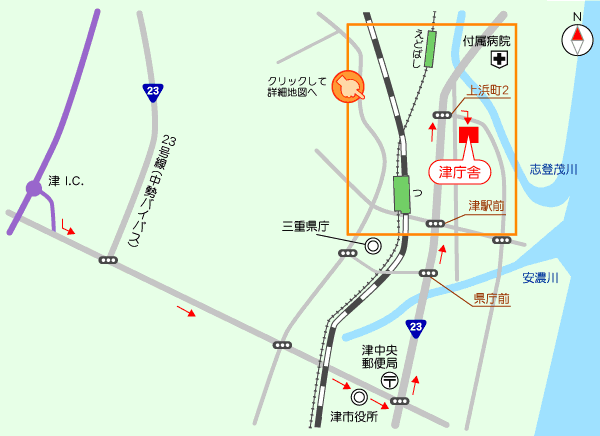 N
えどばし
付属病院
クリックして
詳細地図へ
上浜町2
23
23号線(中勢バイパス)
津庁舎
志登茂川
津 I.C.
つ
津駅前
三重県庁
安濃川
県庁前
23
津中央
郵便局
津市役所